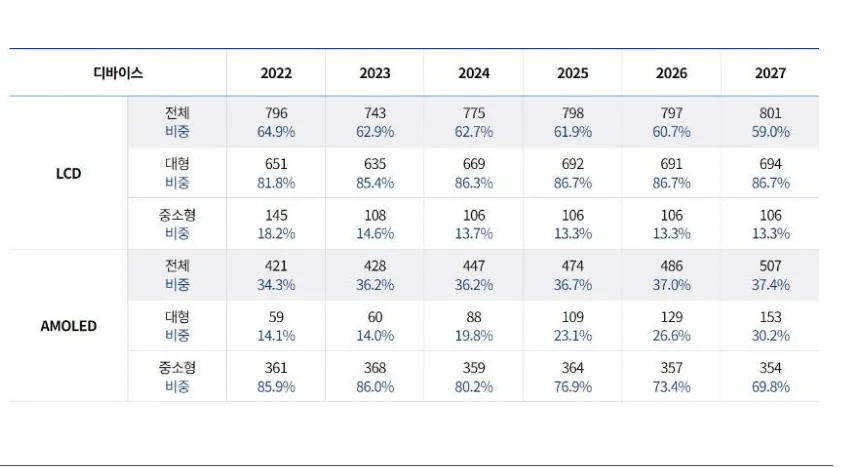 디바이스 2022 2023 2024 2025 2026 2027
전체 796 743 775 798 797 801
비중 64.9% 62.9% 62.7% 61.9% 60.7% 59.0%
LCD
대형 651 635 669 692 691 694
비중 81.8% 85.4% 86.3% 86.7% 86.7% 86.7%
중소형 145 108 106 106 106 106
비중 18.2% 14.6% 13.7% 13.3% 13.3% 13.3%
전체 421 428 447 474 486 507
비중 34.3% 36.2% 36.2% 36.7% 37.0% 37.4%
AMOLED
대형 59 60 88 109 129 153
비중 14.1% 14.0% 19.8% 23.1% 26.6% 30.2%
중소형 361 368 359 364 357 354
비중 85.9% 86.0% 80.2% 76.9% 73.4% 69.8%